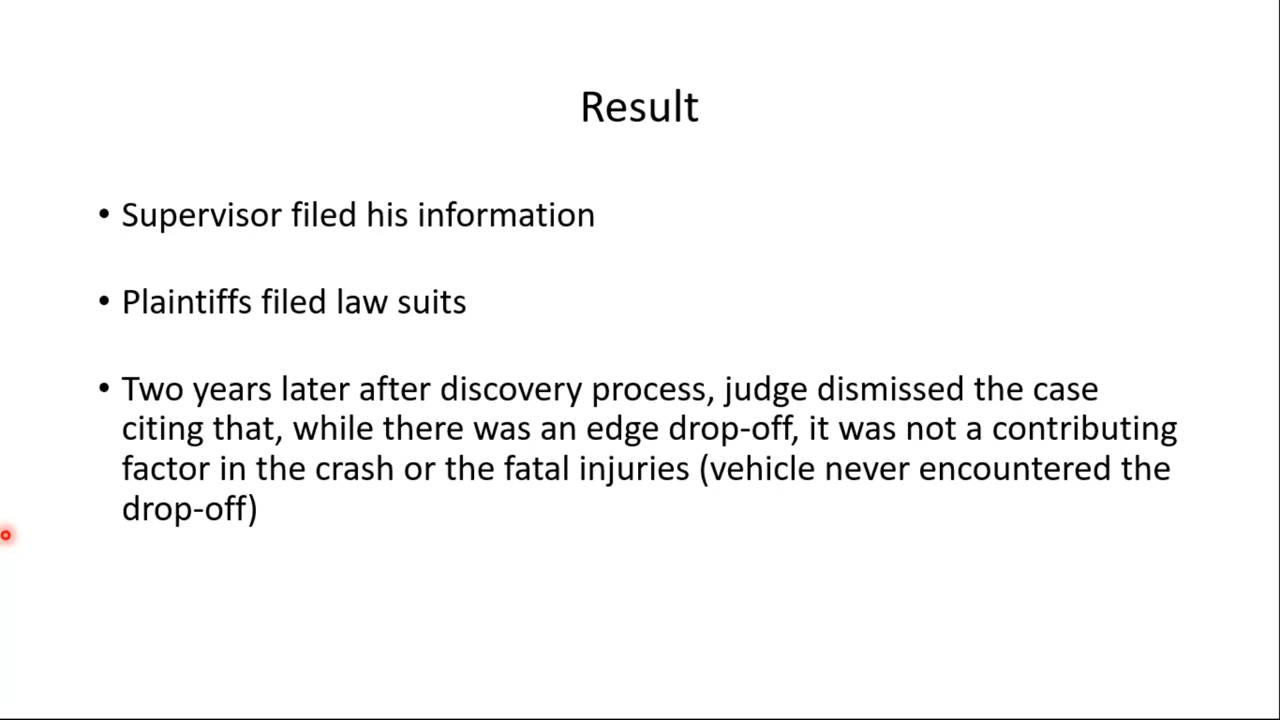 Result
• Supervisor filed his information
• Plaintiffs filed law suits
• Two years later after discovery process, judge dismissed the case
citing that, while there was an edge drop-off, it was not a contributing
factor in the crash or the fatal injuries (vehicle never encountered the
drop-off)